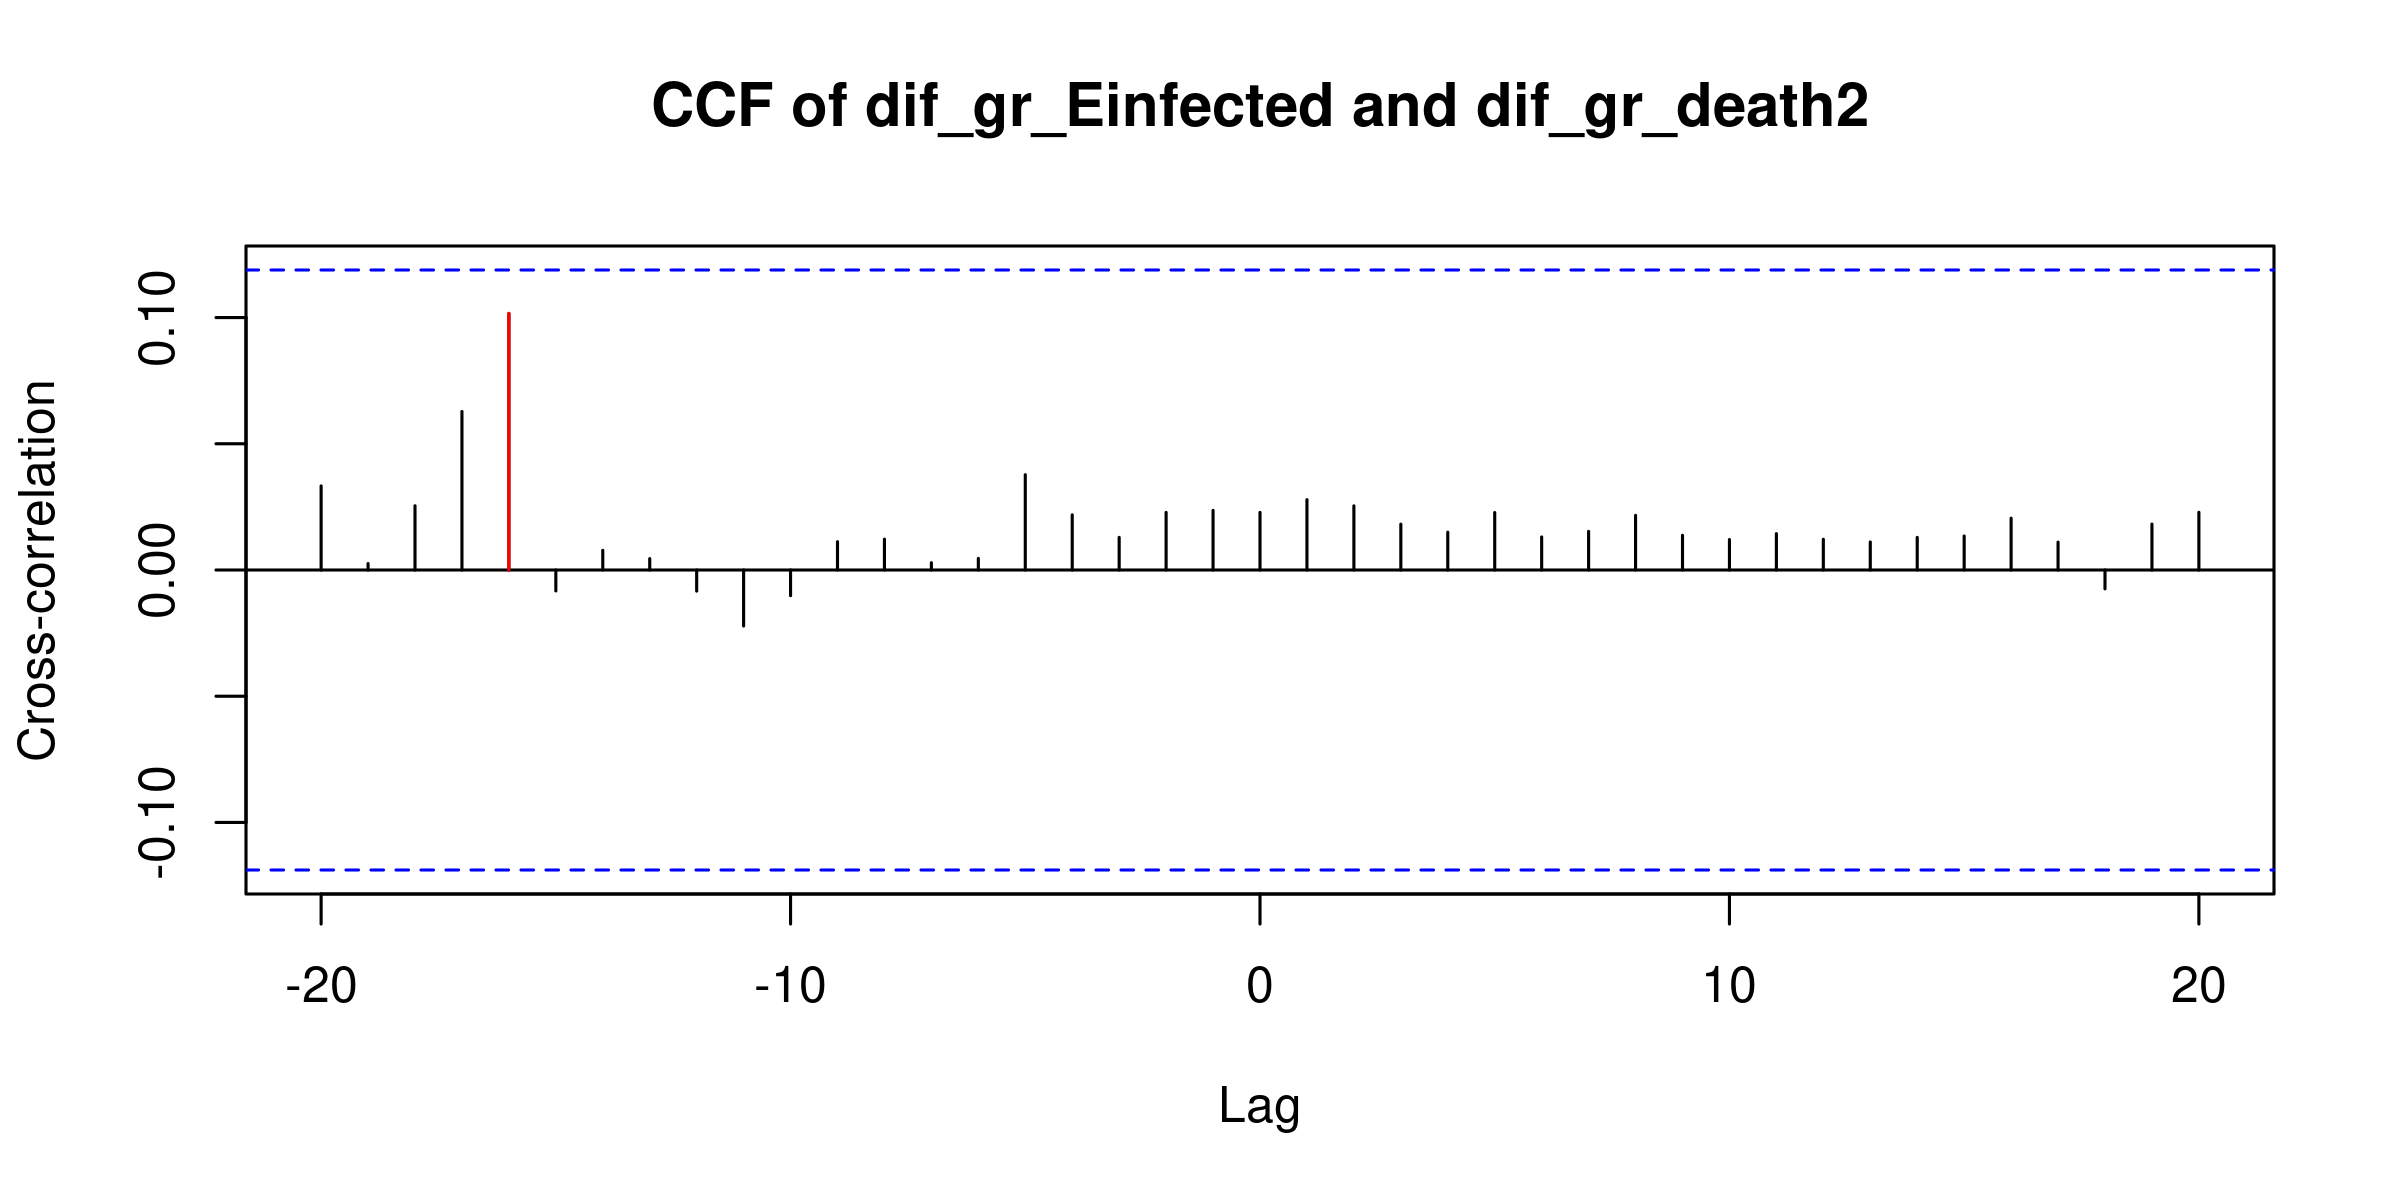 CCF of dif_gr_Einfected and dif_gr_death2
Cross-correlation
0.10
0.00
-0.10
-20 -10 0 10 20
Lag